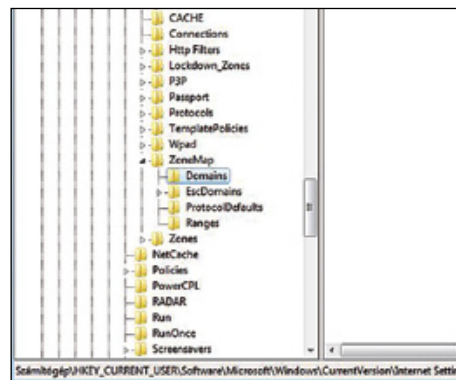 CACHE
Connections
Http Filters
Lockdown_Zones
P3P
Passport
Protocols
TemplatePolicies
Wpad
ZoneMap
Domains
EscDomains
ProtocolDefaults
Ranges
Zones
NetCache
Policies
PowerCPL
RADAR
Run
RunOnce
Screensavers
Számítógép\HKEY_CURRENT_USER\Software\Microsoft\Windows\CurrentVersion\Internet Settin